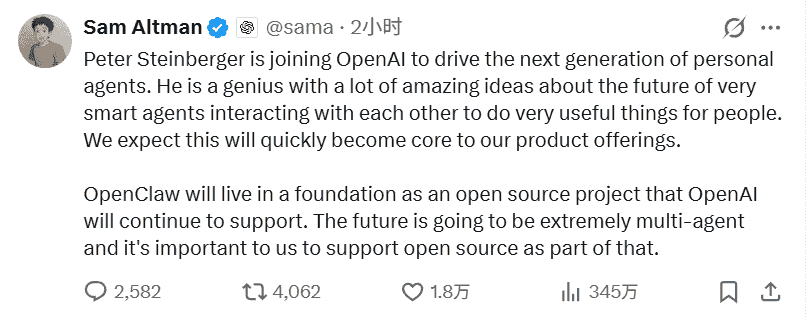 Sam Altman @sama · 2小时
Peter Steinberger is joining OpenAI to drive the next generation of personal
agents. He is a genius with a lot of amazing ideas about the future of very
smart agents interacting with each other to do very useful things for people.
We expect this will quickly become core to our product offerings.
OpenClaw will live in a foundation as an open source project that OpenAI
will continue to support. The future is going to be extremely multi-agent
and it's important to us to support open source as part of that.
2,582 4,062 1.8万 345万